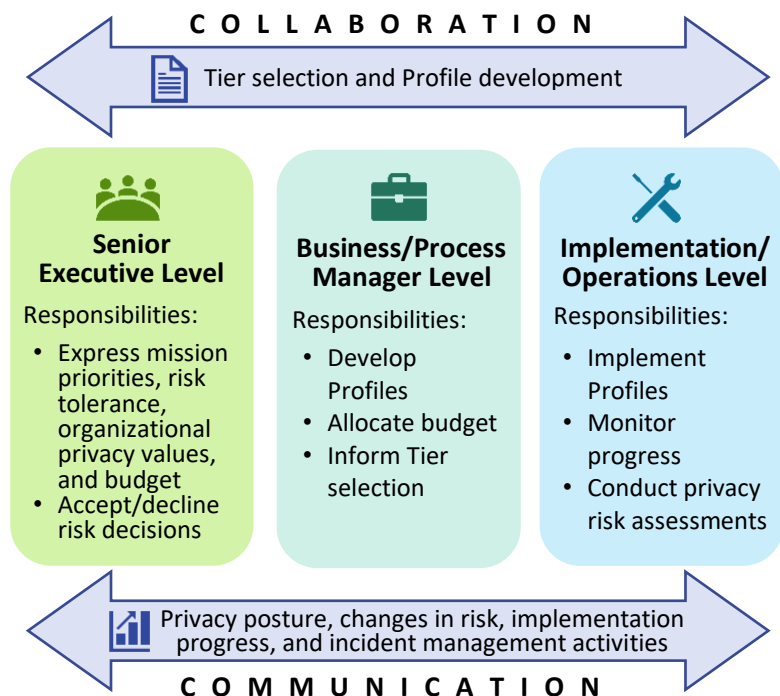 COLLABORATION
Tier selection and Profile development
Senior
Executive Level
Responsibilities:
• Express mission
priorities, risk
tolerance,
organizational
privacy values,
and budget
• Accept/decline
risk decisions
Business/Process
Manager Level
Responsibilities:
• Develop
Profiles
• Allocate budget
• Inform Tier
selection
Implementation/
Operations Level
Responsibilities:
• Implement
Profiles
• Monitor
progress
• Conduct privacy
risk assessments
Privacy posture, changes in risk, implementation
progress, and incident management activities
COMMUNICATION